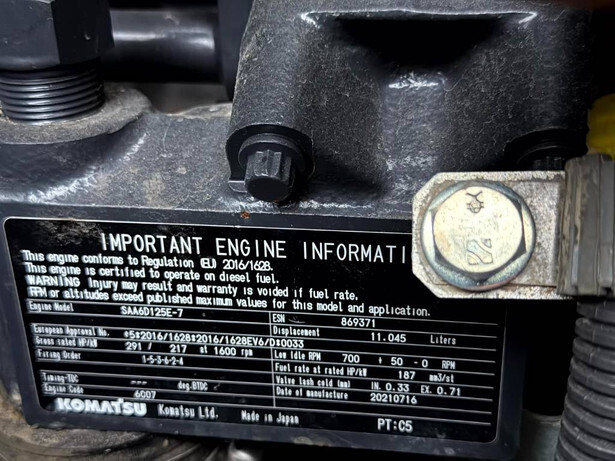 IMPORTANT ENGINE INFORMATI
This engine conforms to Regulation (EU) 2016/1628.
This engine is certified to operate on diesel fuel.
WARNING Injury may result and warranty is voided if fuel rate,
RPM or altitudes exceed published maximum values for this model and application.
Engine Model SAA6D125E-7 ESN 869371
European Approval No. e5*2016/1628*2016/1628EV6/D*0033 Displacement 11.045 Liters
Gross rated HP/kW 291 / 217 at 1600 rpm Low Idle RPM 700 + 50 - 0 RPM
Firing Order 1-5-3-6-2-4 Fuel rate at rated HP/kW 187 mm3/st
Timing-TDC --- deg.BTDC Valve lash cold (mm) IN. 0.33 EX. 0.71
Engine Code 6D07 Date of manufacture 20210716
KOMATSU Komatsu Ltd. Made in Japan PT:C5